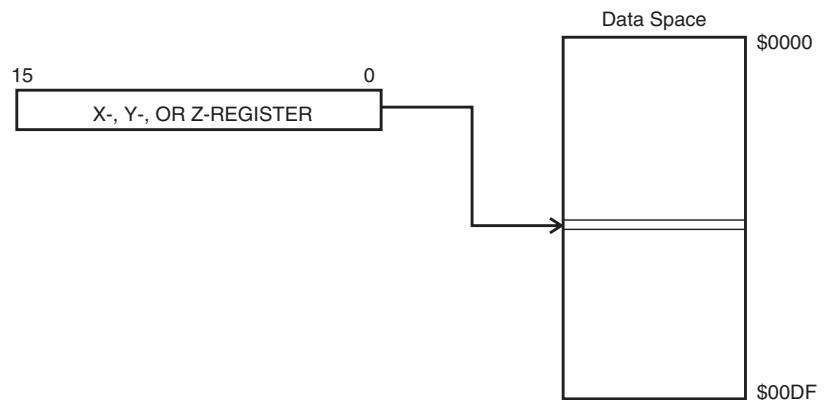 Data Space
$0000
15 0
X-, Y-, OR Z-REGISTER
$00DF